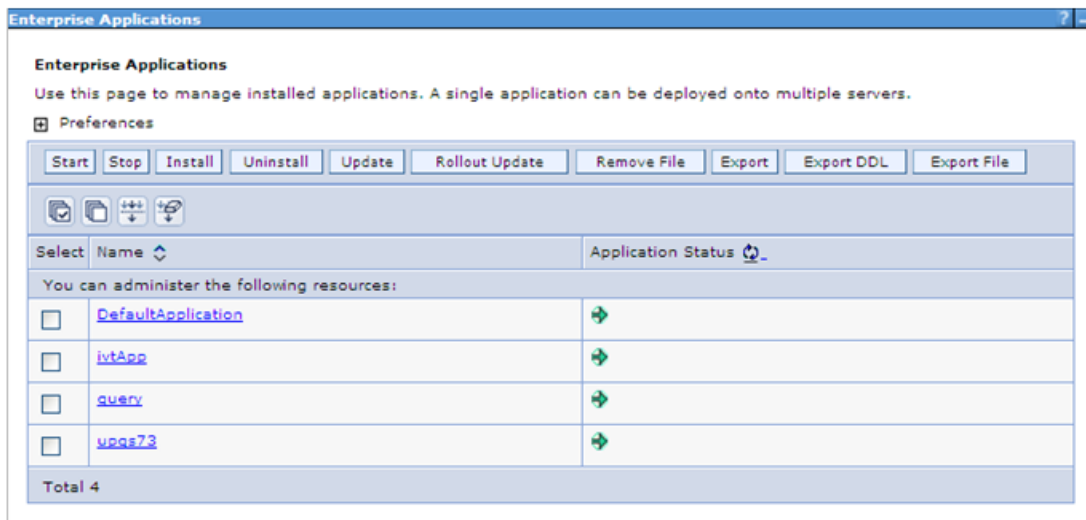 Enterprise Applications ? -
Enterprise Applications
Use this page to manage installed applications. A single application can be deployed onto multiple servers.
Preferences
Start Stop Install Uninstall Update Rollout Update Remove File Export Export DDL Export File
Select Name Application Status
You can administer the following resources:
DefaultApplication
ivtApp
query
upqs73
Total 4